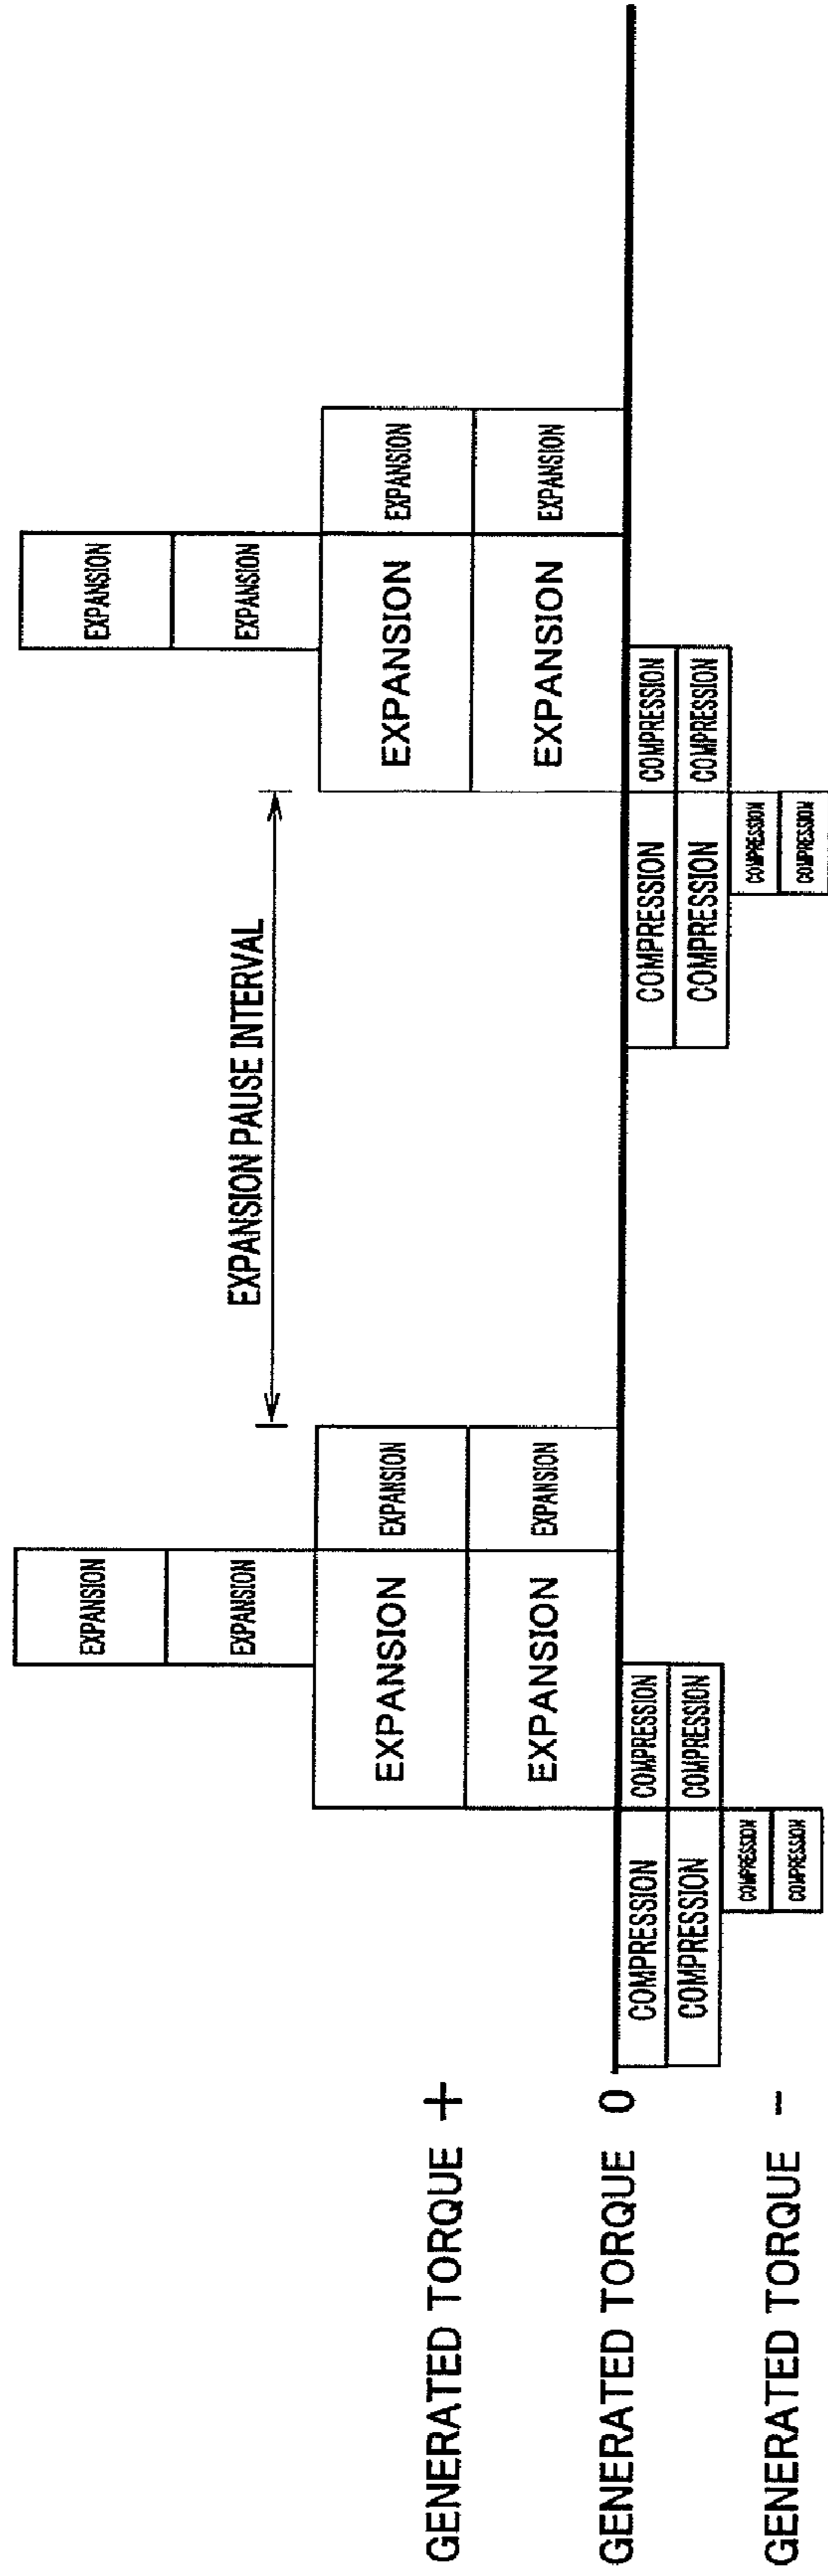 EXPANSION
EXPANSION
EXPANSION
EXPANSION PAUSE INTERVAL
EXPANSION
EXPANSION
EXPANSION
EXPANSION
EXPANSION
GENERATED TORQUE +
EXPANSION
EXPANSION
EXPANSION
EXPANSION
GENERATED TORQUE 0
COMPRESSION
COMPRESSION
COMPRESSION
COMPRESSION
COMPRESSION
COMPRESSION
COMPRESSION
COMPRESSION
COMPRESSION
COMPRESSION
GENERATED TORQUE -
COMPRESSION
COMPRESSION